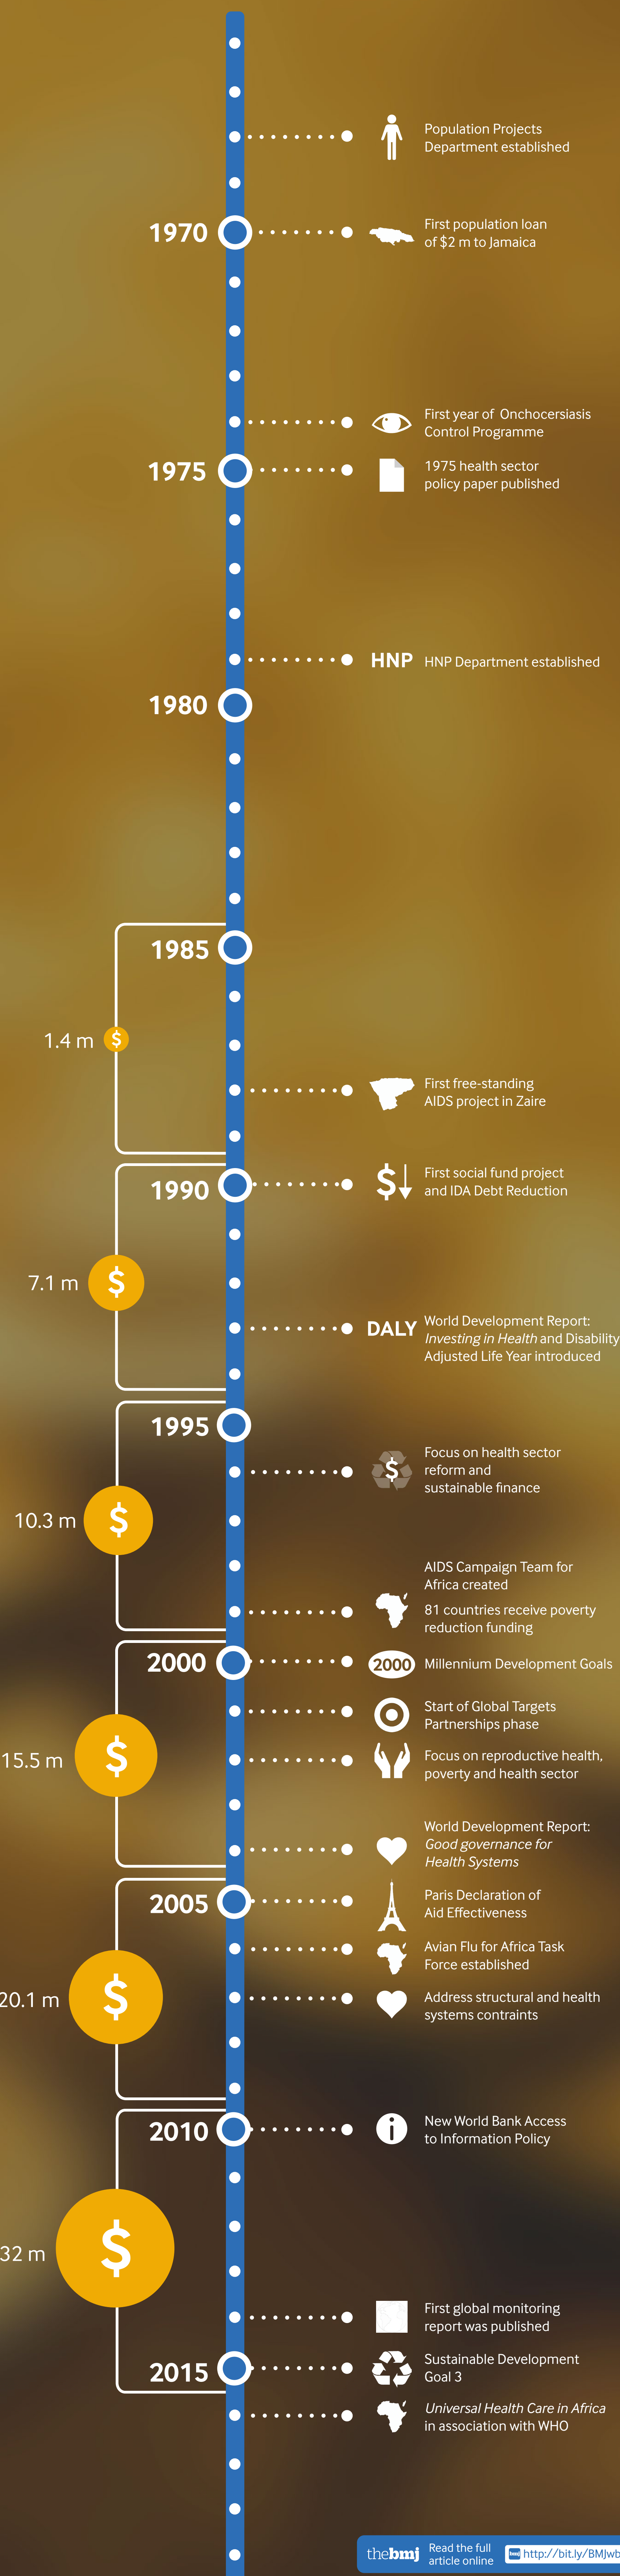 Population Projects
Department established
1970
First population loan
of $2 m to Jamaica
First year of Onchocersiasis
Control Programme
1975
1975 health sector
policy paper published
HNP
HNP Department established
1980
1985
1.4 m
$
First free-standing
AIDS project in Zaire
1990
$
First social fund project
and IDA Debt Reduction
7.1 m
$
DALY
World Development Report:
Investing in Health and Disability
Adjusted Life Year introduced
1995
$
Focus on health sector
reform and
sustainable finance
10.3 m
$
AIDS Campaign Team for
Africa created
81 countries receive poverty
reduction funding
2000
2000
Millennium Development Goals
Start of Global Targets
Partnerships phase
15.5 m
$
Focus on reproductive health,
poverty and health sector
World Development Report:
Good governance for
Health Systems
2005
Paris Declaration of
Aid Effectiveness
Avian Flu for Africa Task
Force established
20.1 m
$
Address structural and health
systems contraints
2010
i
New World Bank Access
to Information Policy
32 m
$
First global monitoring
report was published
2015
Sustainable Development
Goal 3
Universal Health Care in Africa
in association with WHO
thebmj
Read the full
article online
bmj
http://bit.ly/BMJwb